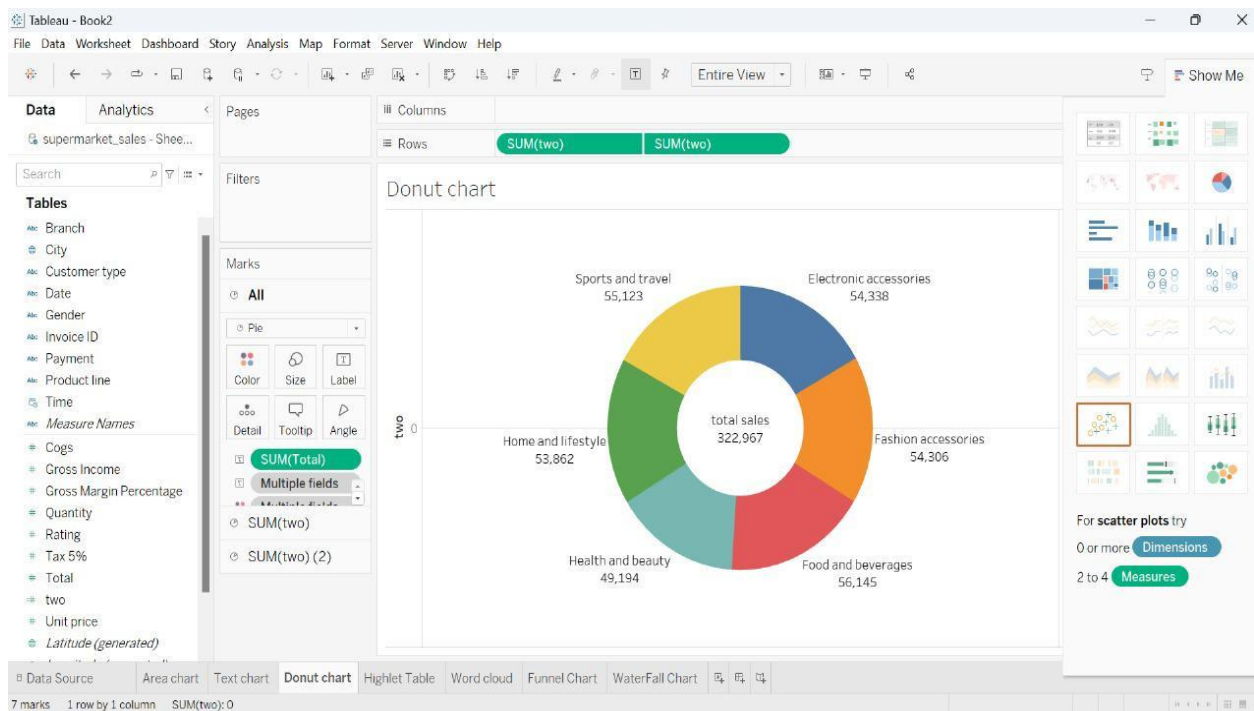 Tableau - Book2
File Data Worksheet Dashboard Story Analysis Map Format Server Window Help
Entire View
Show Me
Data Analytics
supermarket_sales - Shee...
Search
Tables
Abc Branch
City
Abc Customer type
Abc Date
Abc Gender
Abc Invoice ID
Abc Payment
Abc Product line
Time
Abc Measure Names
# Cogs
# Gross Income
# Gross Margin Percentage
# Quantity
# Rating
# Tax 5%
# Total
=# two
# Unit price
Latitude (generated)
Pages
Filters
Marks
All
Pie
Color Size Label
Detail Tooltip Angle
SUM(Total)
Multiple fields
SUM(two)
SUM(two) (2)
Columns
Rows SUM(two) SUM(two)
Donut chart
two
0
Sports and travel
55,123
Electronic accessories
54,338
Home and lifestyle
53,862
total sales
322,967
Fashion accessories
54,306
Health and beauty
49,194
Food and beverages
56,145
For scatter plots try
0 or more Dimensions
2 to 4 Measures
Data Source Area chart Text chart Donut chart Highlet Table Word cloud Funnel Chart WaterFall Chart
7 marks 1 row by 1 column SUM(two): 0